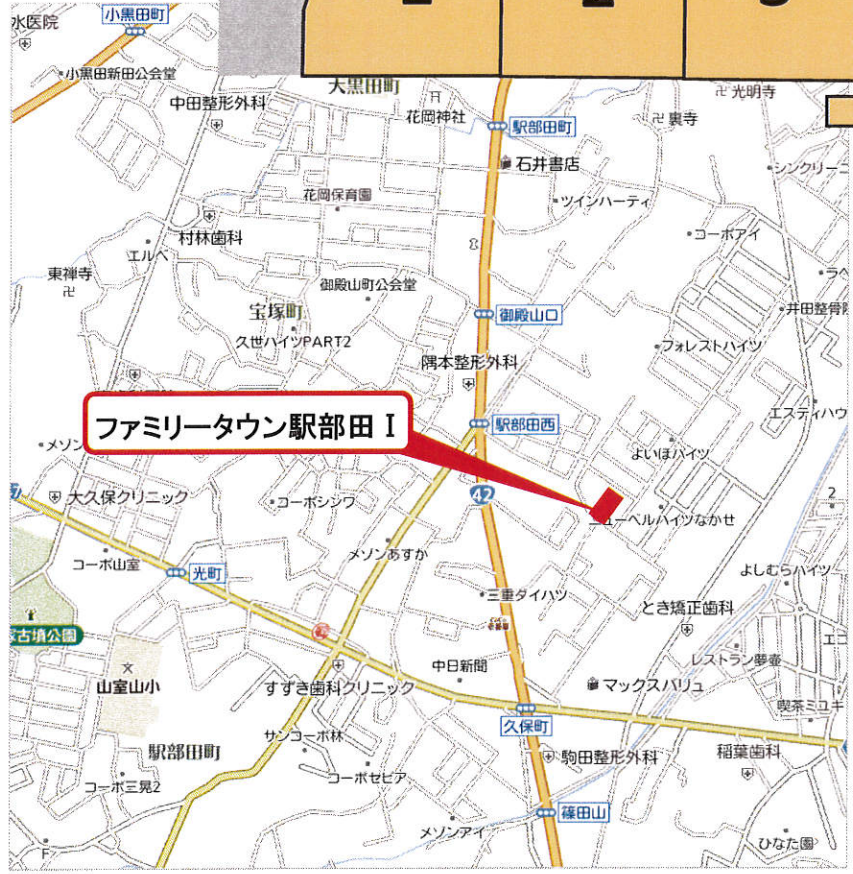 小黒田町
水医院
小黒田新田公会堂
大黒田町
光明寺
中田整形外科
花岡神社
駅部田町
裏寺
石井書店
シンクリーニ
花岡保育園
ツインハーティ
村林歯科
エルベ
コーポアイ
東禅寺
御殿山町公会堂
宝塚町
御殿山口
井田整骨院
久世ハイツPART2
フォレストハイツ
隅本整形外科
エスティハウ
ファミリータウン駅部田 I
駅部田西
メゾン
よいほハイツ
大久保クリニック
コーポシンワ
42
2
ニューベルハイツなかせ
メゾンあすか
コーポ山室
光町
よしむらハイツ
三重ダイハツ
とき矯正歯科
古墳公園
レストラン夢壷
中日新聞
山室山小
すずき歯科クリニック
マックスバリュ
喫茶ミユキ
久保町
サンコーポ林
駅部田町
駒田整形外科
稲葉歯科
コーポ三晃2
コーポセビア
篠田山
メゾンアイ
ひなた園
F